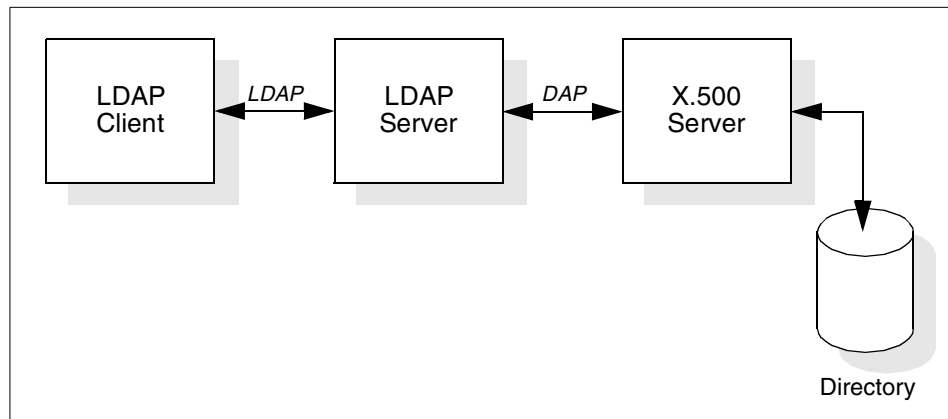 LDAP
Client
LDAP
LDAP
Server
DAP
X.500
Server
Directory